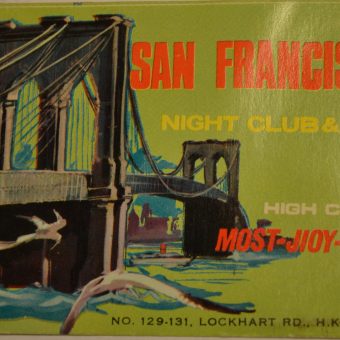 SAN FRANCIS
NIGHT CLUB &
HIGH C
MOST-JIOY-
NO. 129-131, LOCKHART RD., H.K